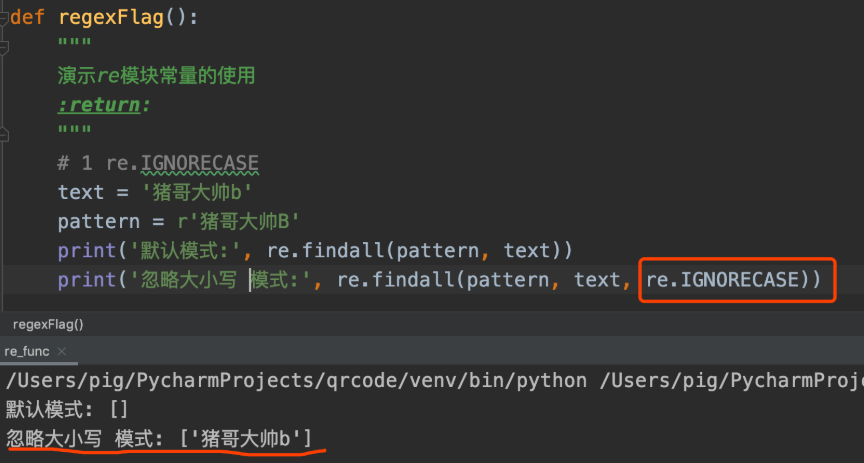 def regexFlag():
"""
演示re模块常量的使用
:return:
"""
# 1 re.IGNORECASE
text = '猪哥大帅b'
pattern = r'猪哥大帅B'
print('默认模式:', re.findall(pattern, text))
print('忽略大小写 模式:', re.findall(pattern, text, re.IGNORECASE))
regexFlag()
re_func ×
/Users/pig/PycharmProjects/qrcode/venv/bin/python /Users/pig/PycharmProje
默认模式: []
忽略大小写 模式: ['猪哥大帅b']